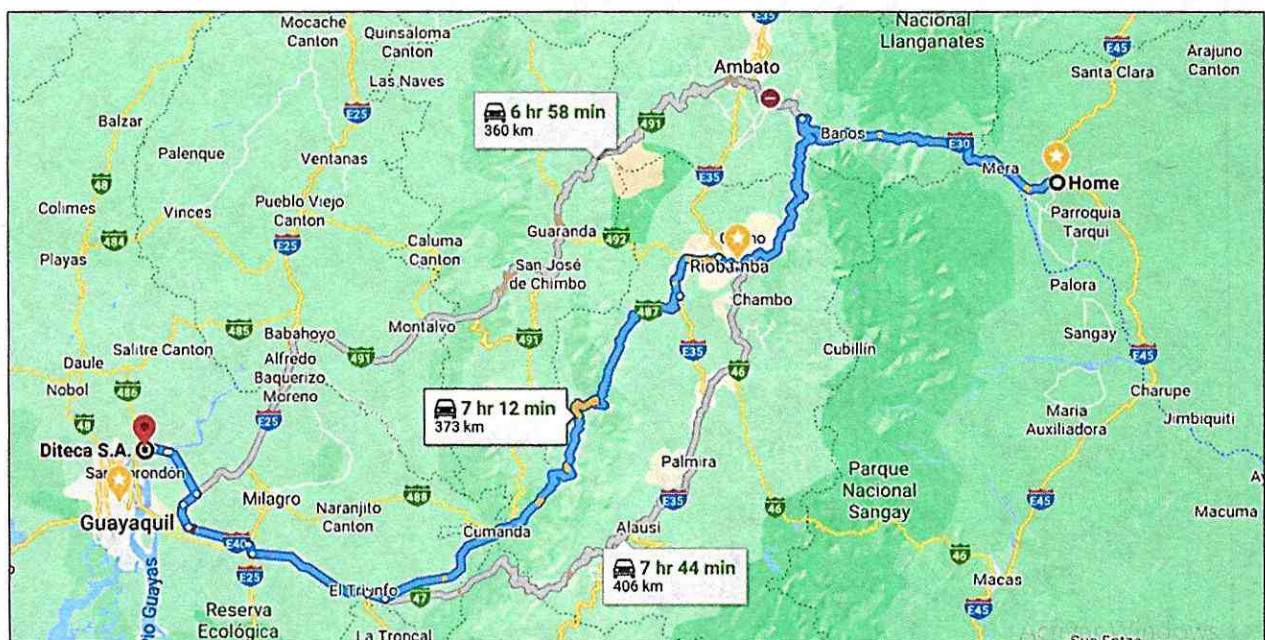 Mocache
Canton
Quinsaloma
Canton
Las Naves
E25
E35
Nacional
Llanganates
E45
Santa Clara
Arajuno
Canton
Ambato
6 hr 58 min
360 km
491
Balzar
Palenque
Ventanas
48
Colimes
Vinces
484
Pueblo Viejo
Canton
E25
Playas
Caluma
Canton
Guaranda
492
E35
Baños
E30
Mera
Home
Parroquia
Tarqui
Riobamba
Chambo
Palora
Sangay
San José
de Chimbo
487
485
Babahoyo
Montalvo
491
491
E35
Cubillín
46
E45
Charupe
Daule
Salitre Canton
Alfredo
Baquerizo
Moreno
Nobol
486
48
E25
7 hr 12 min
373 km
Maria
Auxiliadora
Jimbiquiti
Diteca S.A.
Guayaquil
Milagro
Naranjito
Canton
488
Palmira
E35
Parque
Nacional
Sangay
46
E45
Macuma
E40
Cumanda
Alausí
E25
El Triunfo
47
7 hr 44 min
406 km
46
Macas
E45
Reserva
Ecológica
La Troncal
Rio Guayas